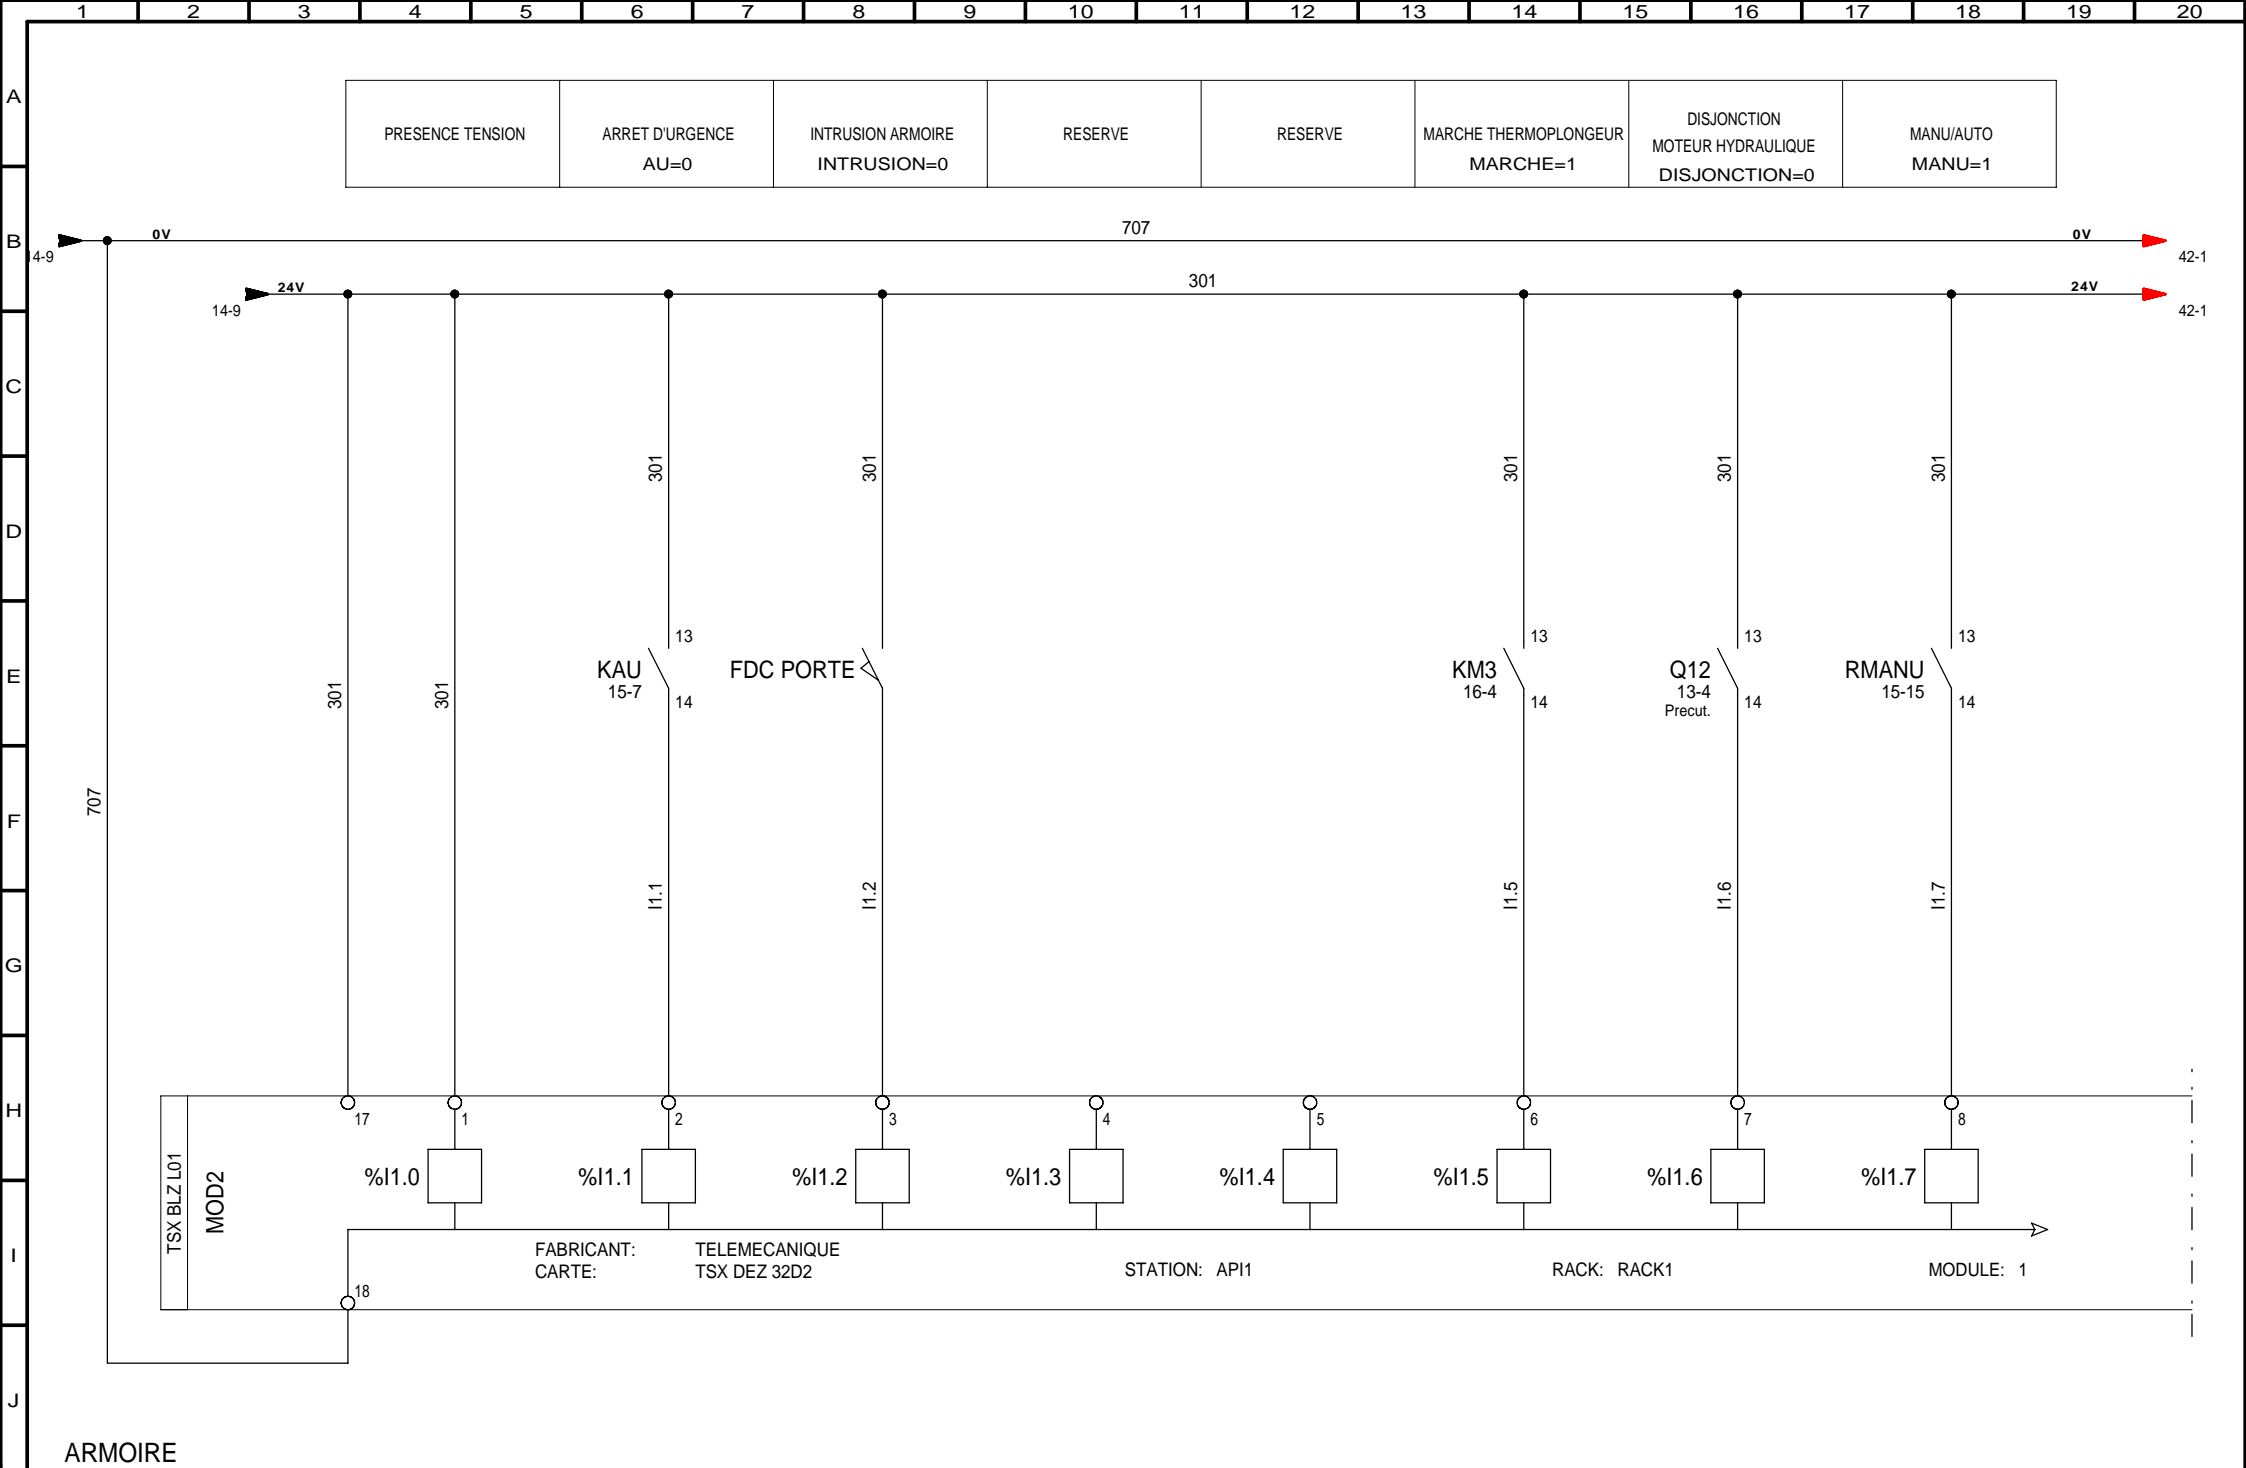 1 2 3 4 5 6 7 8 9 10 11 12 13 14 15 16 17 18 19 20
A
PRESENCE TENSION
ARRET D'URGENCE
AU=0
INTRUSION ARMOIRE
INTRUSION=0
RESERVE
RESERVE
MARCHE THERMOPLONGEUR
MARCHE=1
DISJONCTION
MOTEUR HYDRAULIQUE
DISJONCTION=0
MANU/AUTO
MANU=1
B
0V 707 0V
4-9 42-1
24V 301 24V
14-9 42-1
C
301 301 301 301 301
D
E
KAU
15-7
13
14
FDC PORTE
KM3
16-4
13
14
Q12
13-4
Precut.
13
14
RMANU
15-15
13
14
301 301
F
707
I1.1 I1.2 I1.5 I1.6 I1.7
G
H
17 1 2 3 4 5 6 7 8
TSX BLZ L01
MOD2
%I1.0 %I1.1 %I1.2 %I1.3 %I1.4 %I1.5 %I1.6 %I1.7
I
FABRICANT: TELEMECANIQUE
CARTE: TSX DEZ 32D2
STATION: API1
RACK: RACK1
MODULE: 1
18
J
ARMOIRE